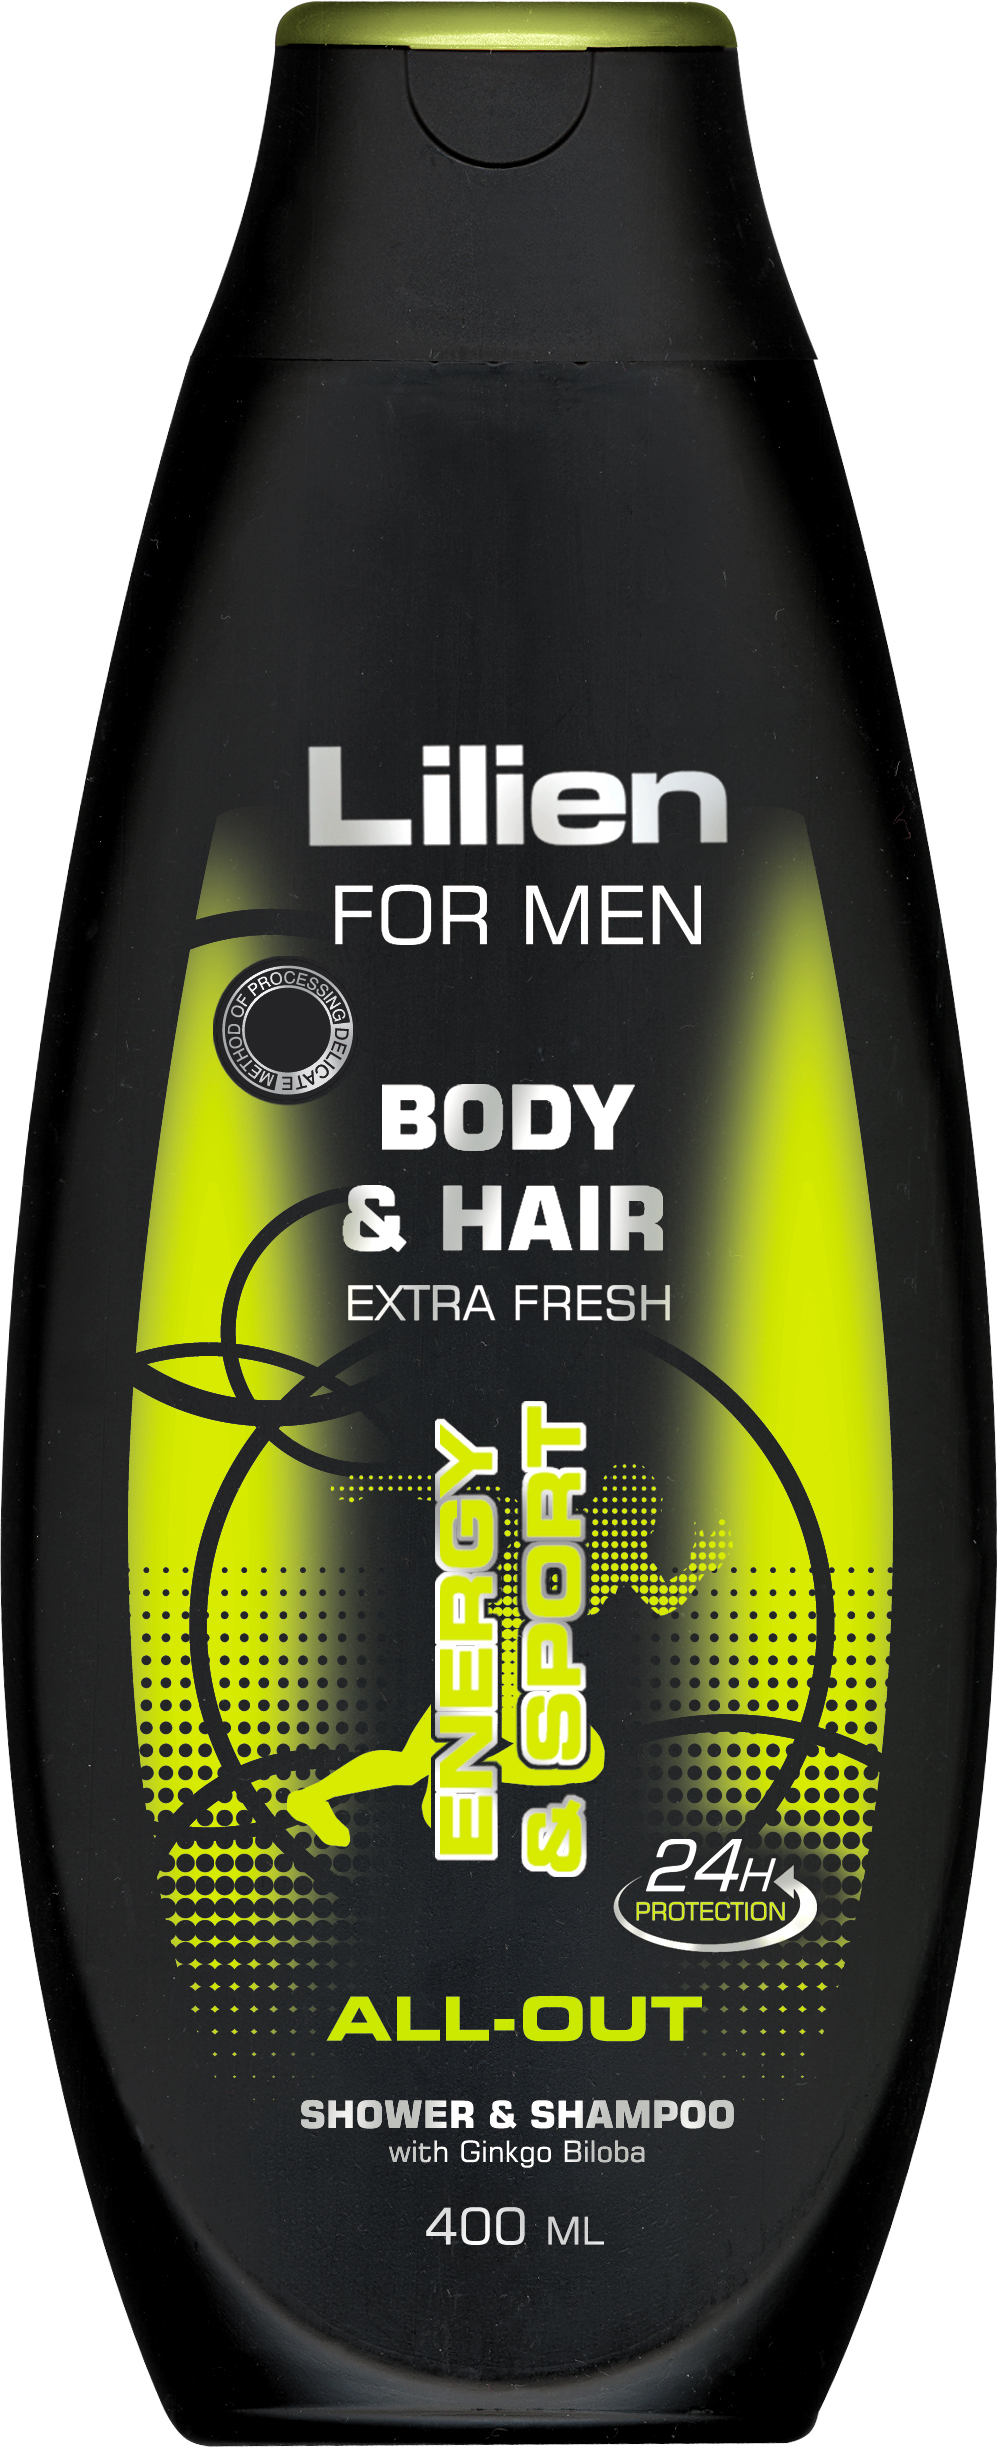 Lilien
FOR MEN
METHOD OF PROCESSING DELICATE
BODY
& HAIR
EXTRA FRESH
ENERGY
& SPORT
24H
PROTECTION
ALL-OUT
SHOWER & SHAMPOO
with Ginkgo Biloba
400 ML